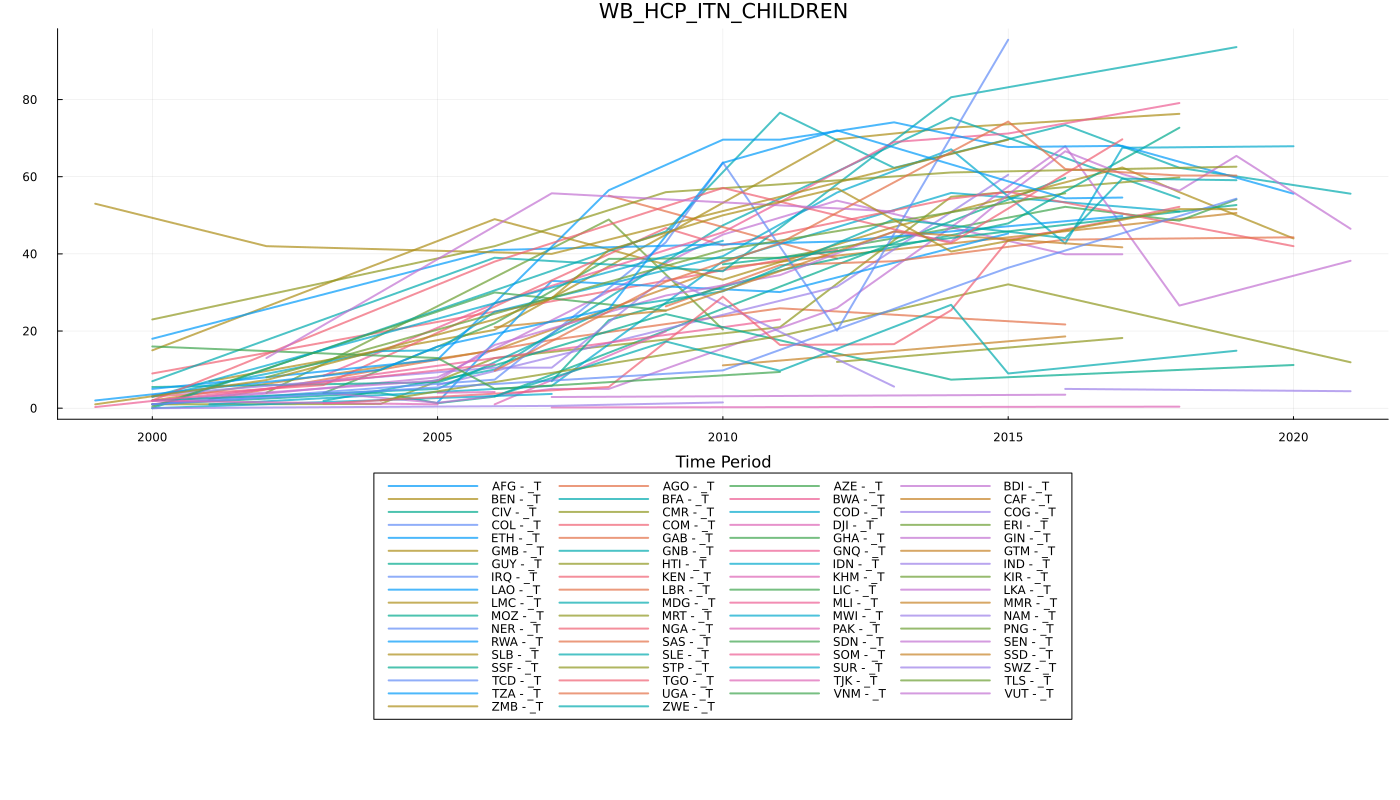 WB_HCP_ITN_CHILDREN
80
60
40
20
0
2000 2005 2010 2015 2020
Time Period
AFG - _T AGO - _T AZE - _T BDI - _T
BEN - _T BFA - _T BWA - _T CAF - _T
CIV - _T CMR - _T COD - _T COG - _T
COL - _T COM - _T DJI - _T ERI - _T
ETH - _T GAB - _T GHA - _T GIN - _T
GMB - _T GNB - _T GNQ - _T GTM - _T
GUY - _T HTI - _T IDN - _T IND - _T
IRQ - _T KEN - _T KHM - _T KIR - _T
LAO - _T LBR - _T LIC - _T LKA - _T
LMC - _T MDG - _T MLI - _T MMR - _T
MOZ - _T MRT - _T MWI - _T NAM - _T
NER - _T NGA - _T PAK - _T PNG - _T
RWA - _T SAS - _T SDN - _T SEN - _T
SLB - _T SLE - _T SOM - _T SSD - _T
SSF - _T STP - _T SUR - _T SWZ - _T
TCD - _T TGO - _T TJK - _T TLS - _T
TZA - _T UGA - _T VNM - _T VUT - _T
ZMB - _T ZWE - _T